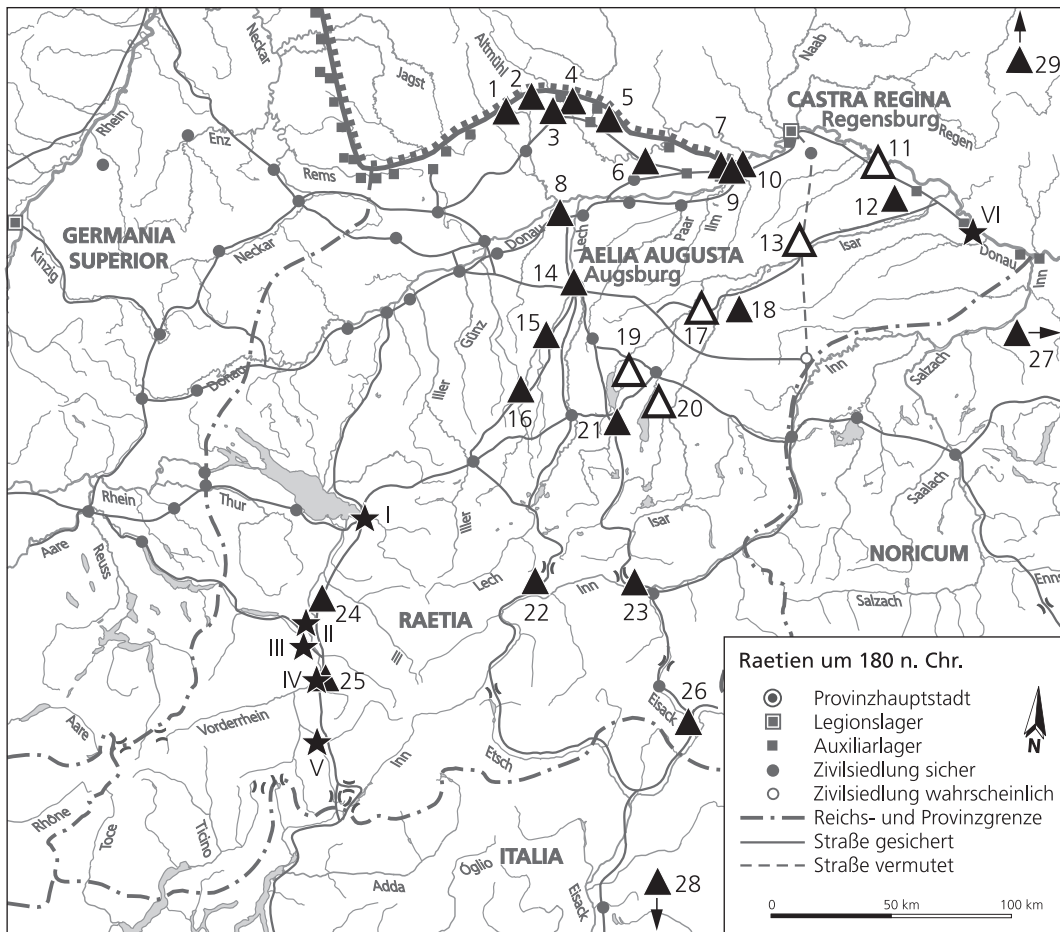 Neckar
Jagst
Altmühl
1
2
4
5
3
Naab
29
CASTRA REGINA
Regensburg
Regen
Rhein
Enz
Rems
7
11
6
10
9
12
VI
8
Lech
Paar
Ilm
Isar
Donau
Inn
GERMANIA
SUPERIOR
Kinzig
Neckar
Donau
AELIA AUGUSTA
Augsburg
13
14
Günz
Iller
15
17
18
19
27
Inn
Salzach
Donau
16
21
20
Rhein
Thur
I
Iller
Isar
Saalach
Aare
Reuss
NORICUM
Lech
Inn
22
23
Enns
Salzach
24
II
III
RAETIA
Ill
IV
25
26
Eisack
Vorderrhein
V
Aare
Inn
Etsch
Rhône
Toce
Ticino
ITALIA
Adda
Óglio
Eisack
28
Raetien um 180 n. Chr.
Provinzhauptstadt
Legionslager
Auxiliarlager
Zivilsiedlung sicher
Zivilsiedlung wahrscheinlich
Reichs- und Provinzgrenze
Straße gesichert
Straße vermutet
N
0 50 km 100 km